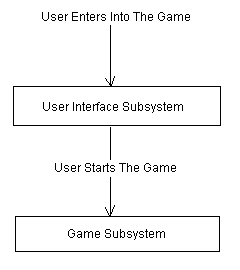 User Enters Into The Game
User Interface Subsystem
User Starts The Game
Game Subsystem